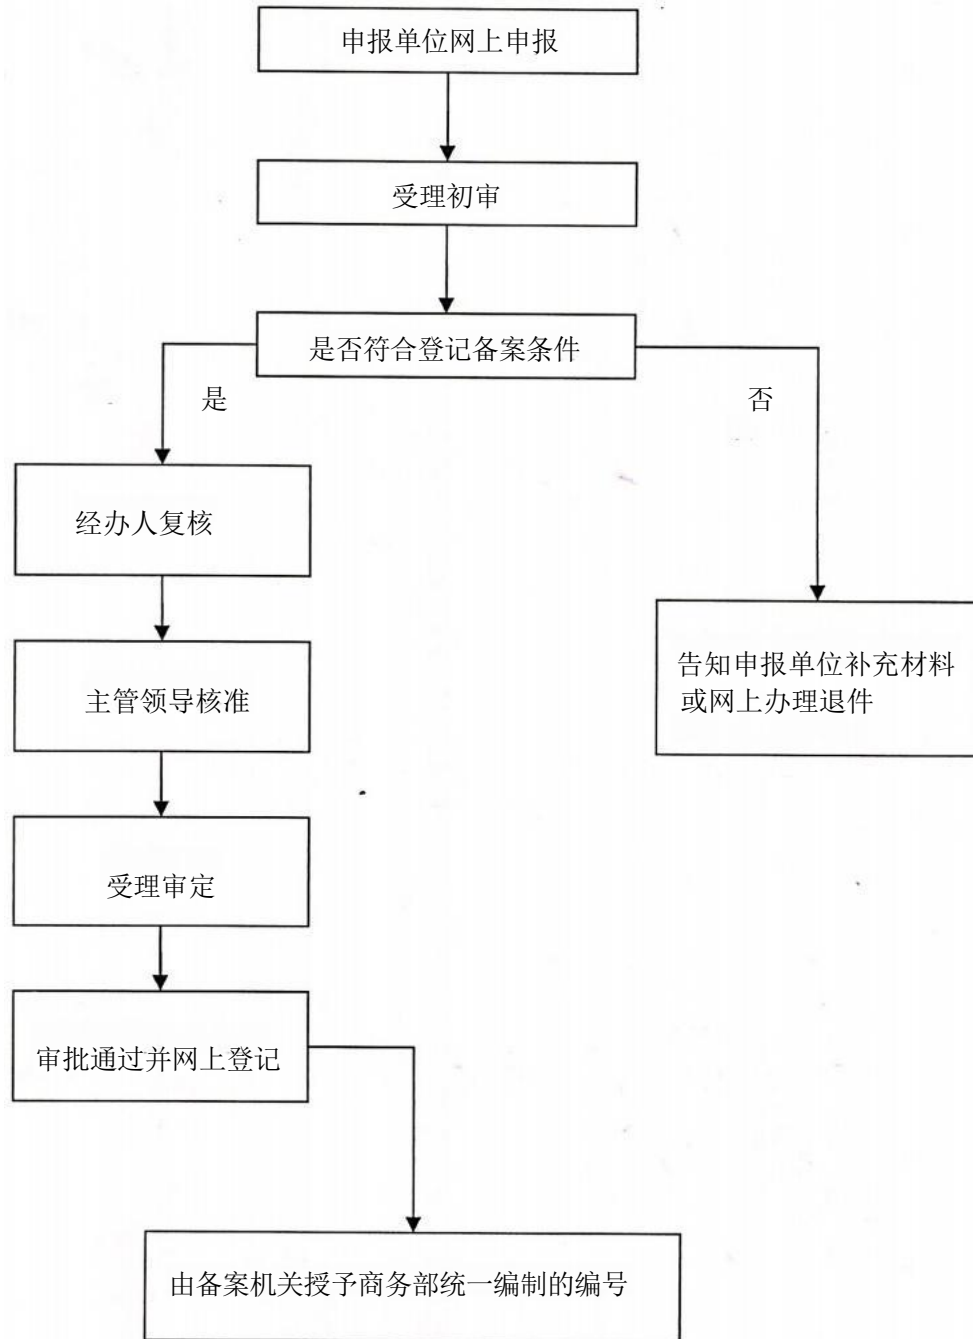 申报单位网上申报
受理初审
是否符合登记备案条件
是
否
经办人复核
主管领导核准
告知申报单位补充材料
或网上办理退件
受理审定
审批通过并网上登记
由备案机关授予商务部统一编制的编号